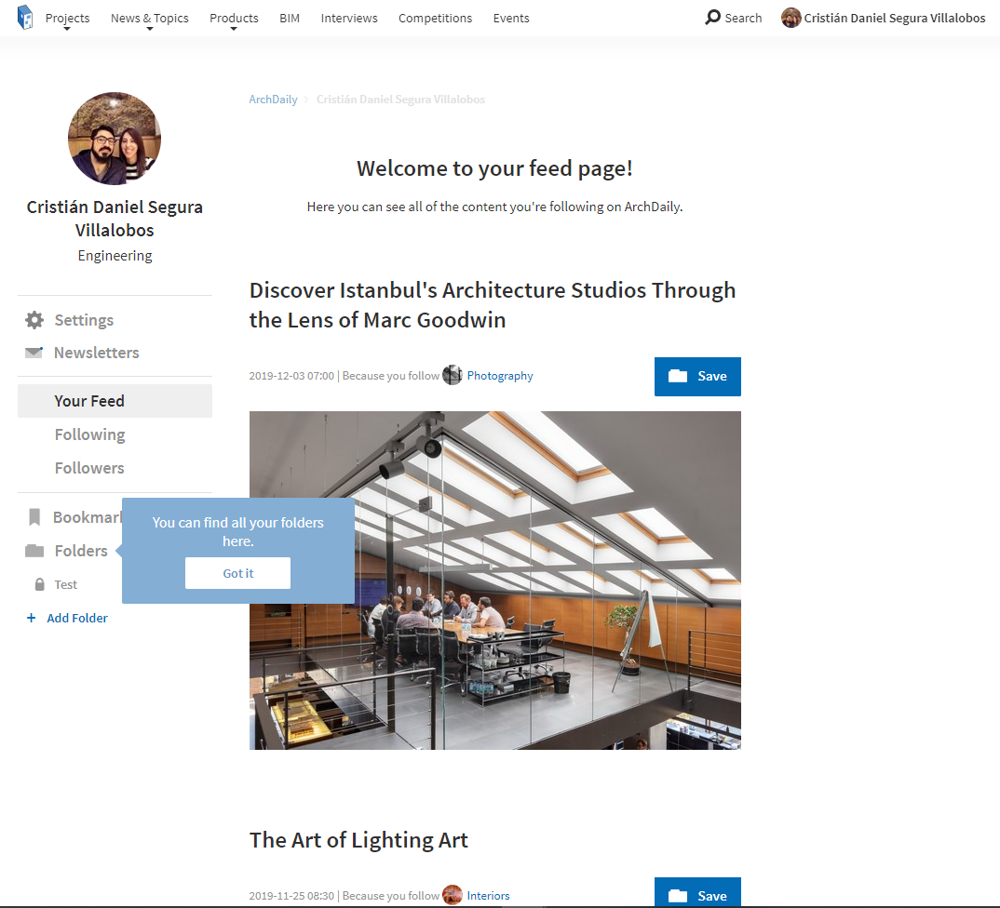 Projects News & Topics Products BIM Interviews Competitions Events Search Cristián Daniel Segura Villalobos
ArchDaily › Cristián Daniel Segura Villalobos
Cristián Daniel Segura
Villalobos
Engineering
Settings
Newsletters
Your Feed
Following
Followers
Bookmar
Folders
Test
+ Add Folder
You can find all your folders
here.
Got it
Welcome to your feed page!
Here you can see all of the content you're following on ArchDaily.
Discover Istanbul's Architecture Studios Through
the Lens of Marc Goodwin
2019-12-03 07:00 | Because you follow Photography
Save
The Art of Lighting Art
2019-11-25 08:30 | Because you follow Interiors
Save